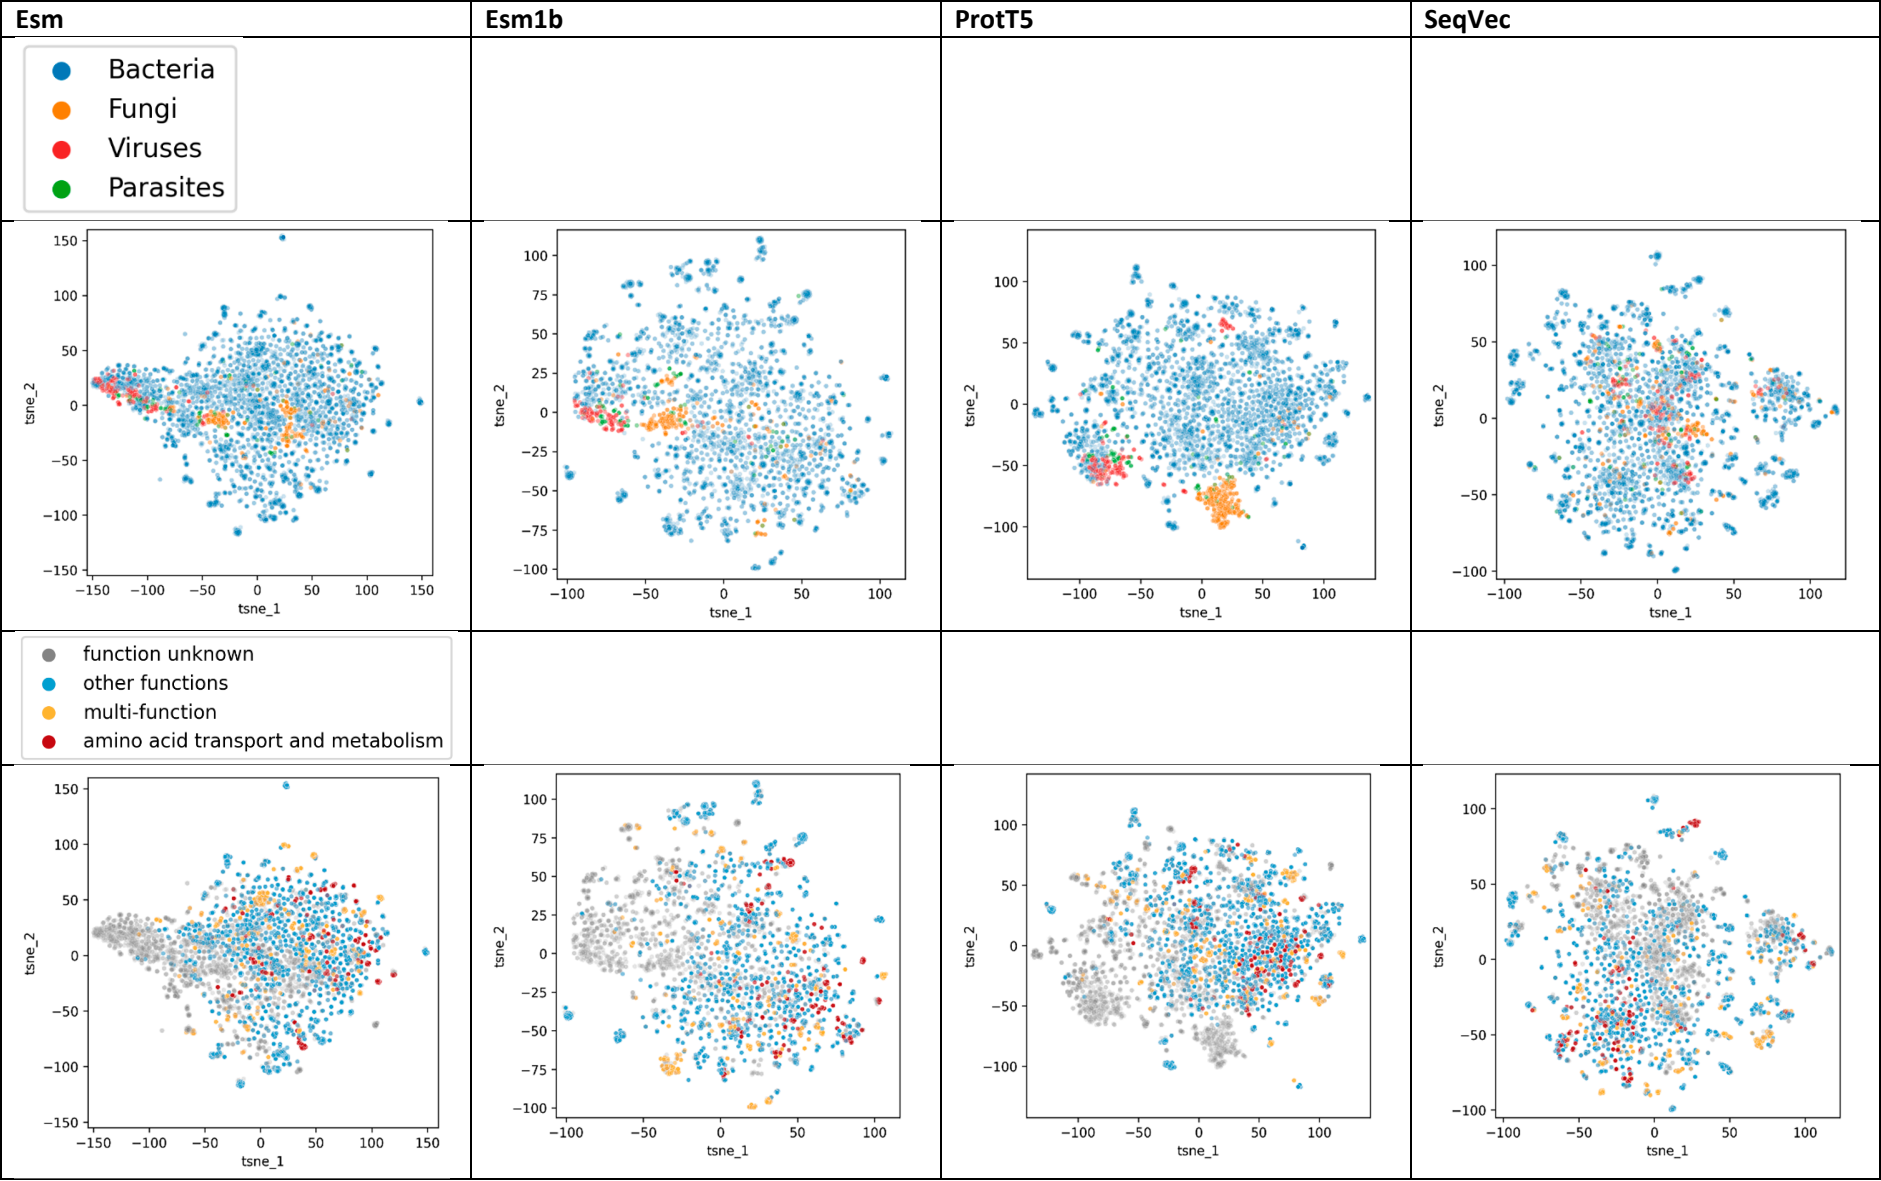 Esm Esm1b ProtT5 SeqVec
Bacteria
Fungi
Viruses
Parasites
150
100
50
0
−50
−100
−150
−150 −100 −50 0 50 100 150
tsne_1
tsne_2
100
75
50
25
0
−25
−50
−75
−100
−100 −50 0 50 100
tsne_1
tsne_2
100
50
0
−50
−100
−100 −50 0 50 100
tsne_1
tsne_2
100
50
0
−50
−100
−100 −50 0 50 100
tsne_1
tsne_2
function unknown
other functions
multi-function
amino acid transport and metabolism
150
100
50
0
−50
−100
−150
−150 −100 −50 0 50 100 150
tsne_1
tsne_2
100
75
50
25
0
−25
−50
−75
−100
−100 −50 0 50 100
tsne_1
tsne_2
100
50
0
−50
−100
−100 −50 0 50 100
tsne_1
tsne_2
100
50
0
−50
−100
−100 −50 0 50 100
tsne_1
tsne_2